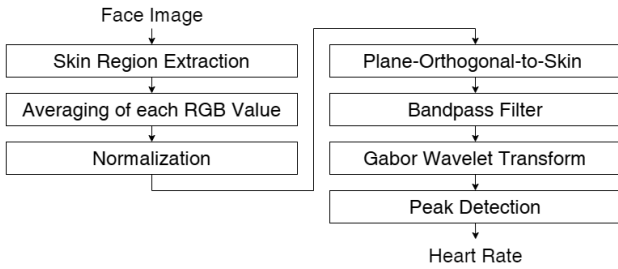 Face Image
Skin Region Extraction
Averaging of each RGB Value
Normalization
Plane-Orthogonal-to-Skin
Bandpass Filter
Gabor Wavelet Transform
Peak Detection
Heart Rate